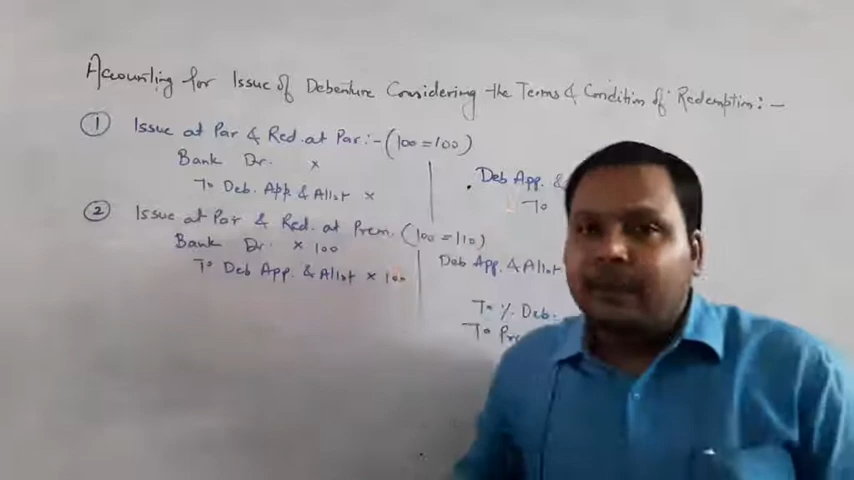 Accounting for Issue of Debenture Considering the Terms & Condition of Redemption:-
① Issue at Par & Red. at Par:- (100=100)
Bank Dr. x
To Deb. App & Allot x
Deb App. &
To
② Issue at Par & Red. at Prem. (100=110)
Bank Dr. x 100
To Deb App. & Allot x 100
Deb App. & Allot
To % Deb.
To Pre